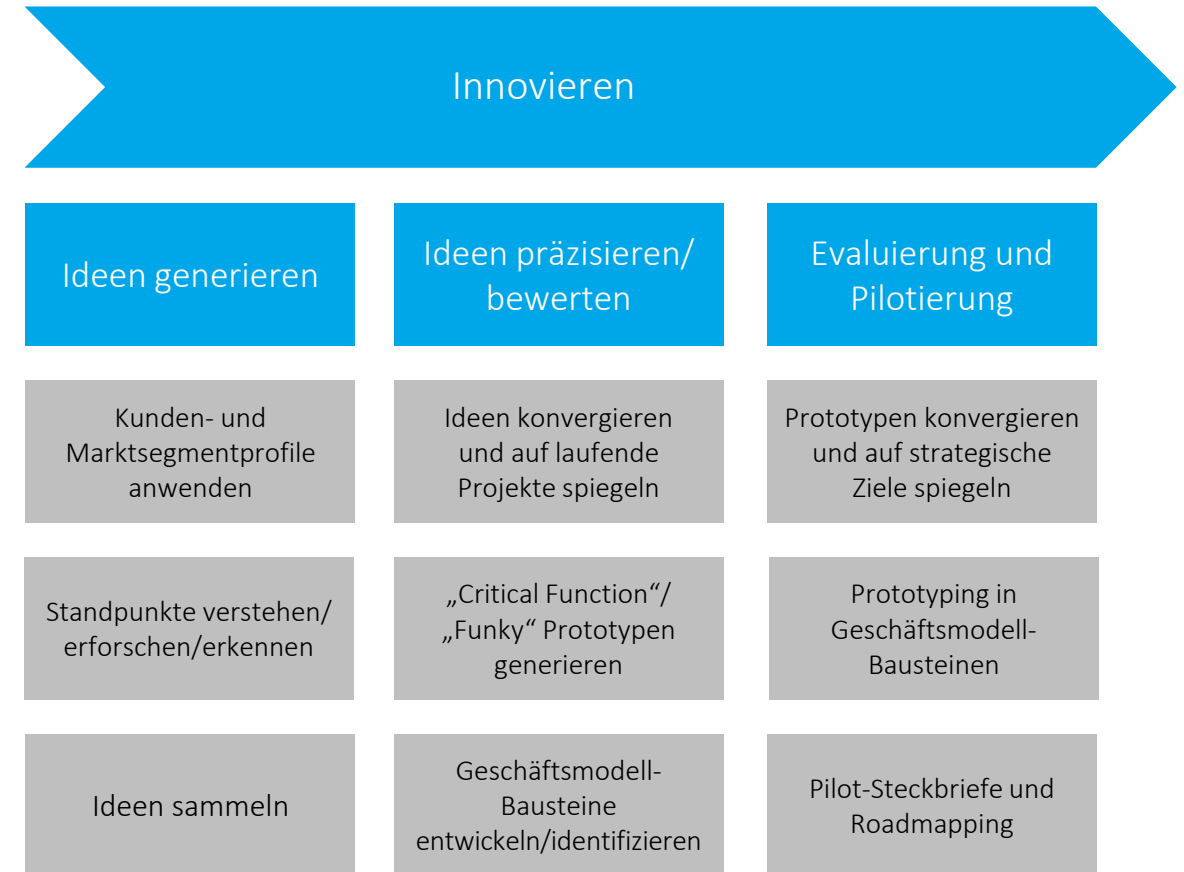 Innovieren
Ideen generieren
Ideen präzisieren/
bewerten
Evaluierung und
Pilotierung
Kunden- und
Marktsegmentprofile
anwenden
Ideen konvergieren
und auf laufende
Projekte spiegeln
Prototypen konvergieren
und auf strategische
Ziele spiegeln
Standpunkte verstehen/
erforschen/erkennen
„Critical Function“/
„Funky“ Prototypen
generieren
Prototyping in
Geschäftsmodell-
Bausteinen
Ideen sammeln
Geschäftsmodell-
Bausteine
entwickeln/identifizieren
Pilot-Steckbriefe und
Roadmapping